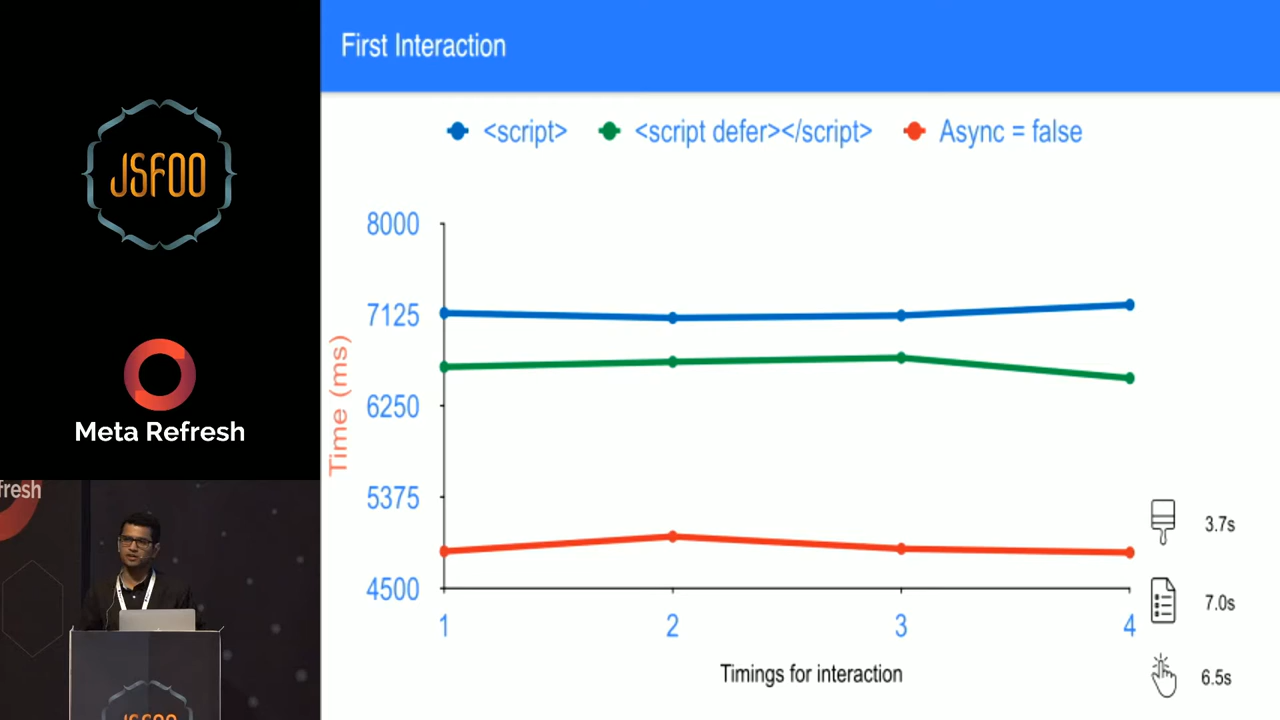 JSFOO
Meta Refresh
fresh
JSFOO
First Interaction
<script>
<script defer></script>
Async = false
Time (ms)
8000
7125
6250
5375
4500
1
2
3
4
Timings for interaction
3.7s
7.0s
6.5s